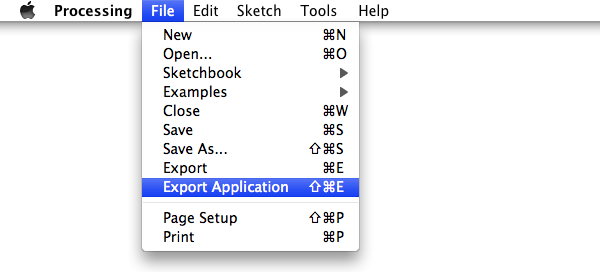 Processing File Edit Sketch Tools Help
New ⌘N
Open... ⌘O
Sketchbook ▶
Examples ▶
Close ⌘W
Save ⌘S
Save As... ⇧⌘S
Export ⌘E
Export Application ⇧⌘E
Page Setup ⇧⌘P
Print ⌘P